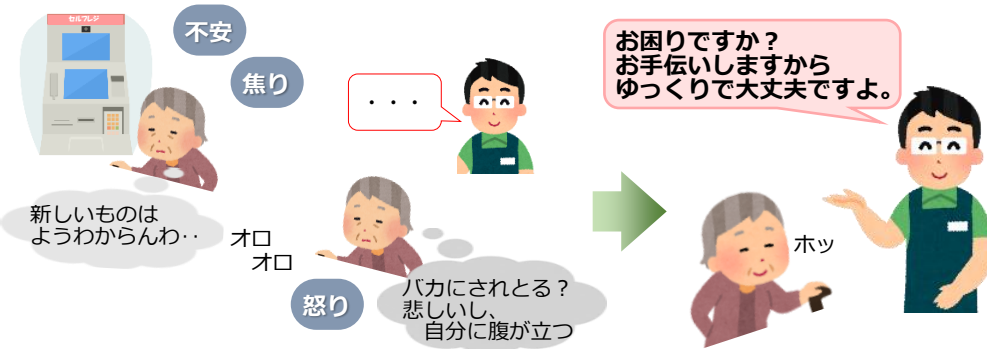 セルフレジ
不安
焦り
新しいものは
ようわからんわ‥
・・・
オロ
オロ
怒り
バカにされとる？
悲しいし、
自分に腹が立つ
お困りですか？
お手伝いしますから
ゆっくりで大丈夫ですよ。
ホッ